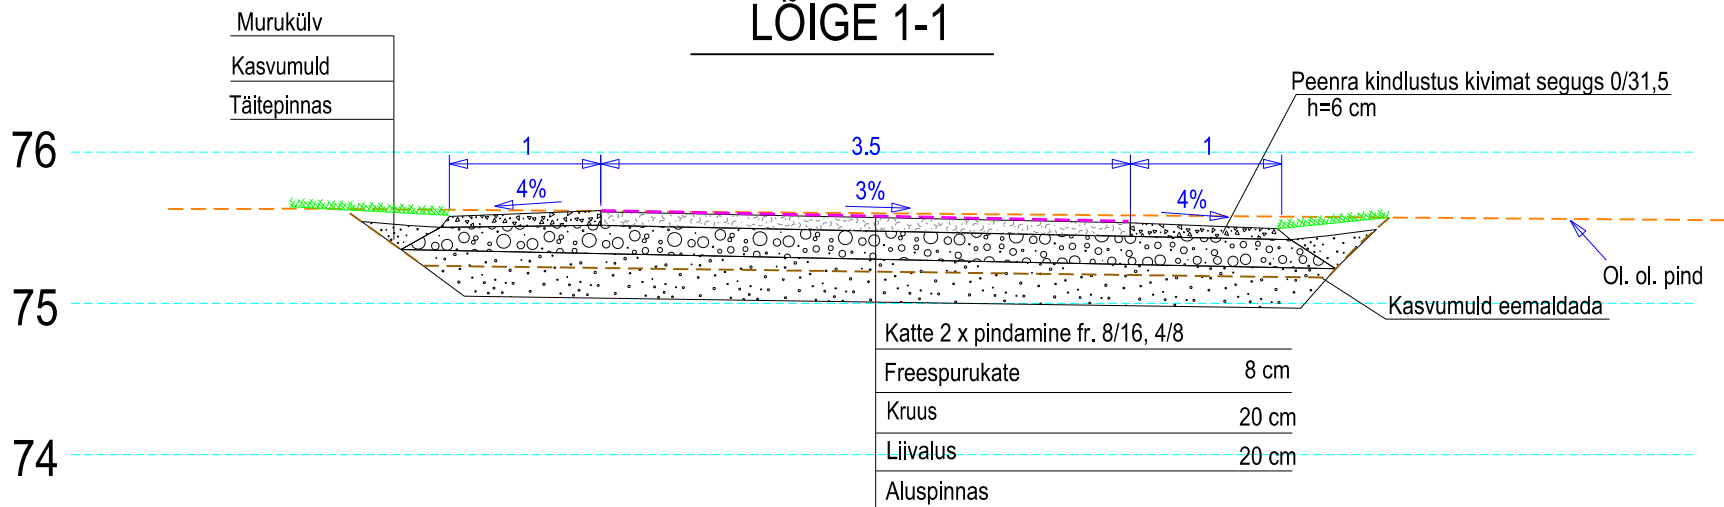 LÕIGE 1-1
Murukülv
Kasvumuld
Täitepinnas
Peenra kindlustus kivimat segugs 0/31,5
h=6 cm
76
1
3.5
1
4%
3%
4%
Ol. ol. pind
75
Kasvumuld eemaldada
Katte 2 x pindamine fr. 8/16, 4/8
Freespurukate 8 cm
Kruus 20 cm
74
Liivalus 20 cm
Aluspinnas